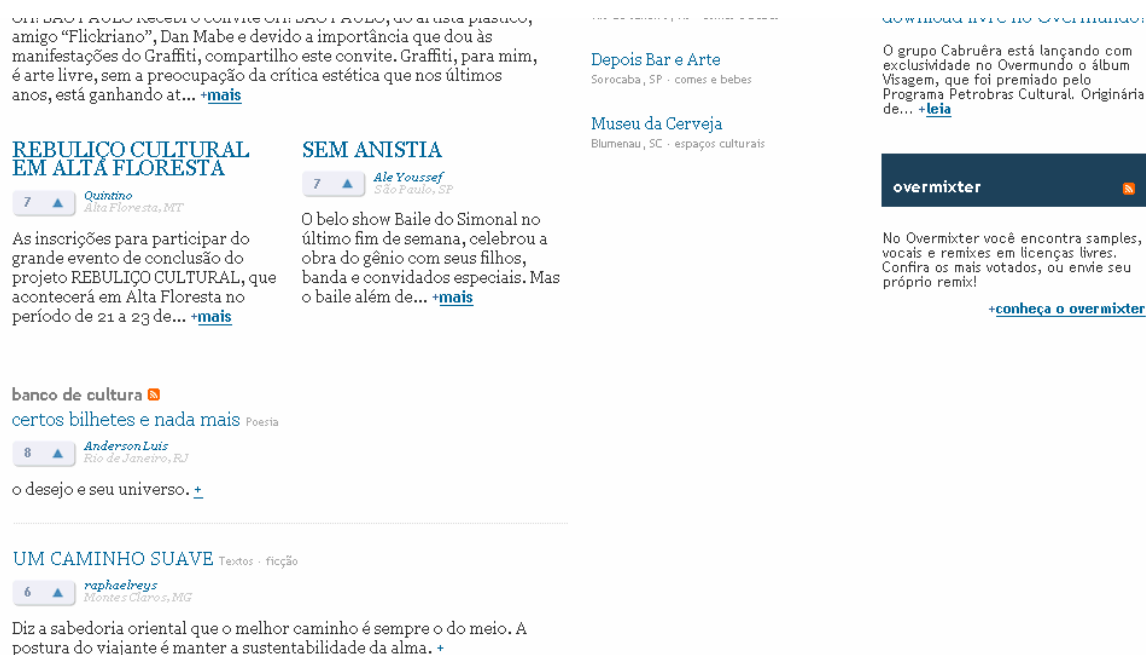 amigo “Flickriano”, Dan Mabe e devido a importância que dou às
manifestações do Graffiti, compartilho este convite. Graffiti, para mim,
é arte livre, sem a preocupação da crítica estética que nos últimos
anos, está ganhando at... +mais
REBULIÇO CULTURAL
EM ALTA FLORESTA
7
Quintino
Alta Floresta, MT
As inscrições para participar do
grande evento de conclusão do
projeto REBULIÇO CULTURAL, que
acontecerá em Alta Floresta no
período de 21 a 23 de... +mais
SEM ANISTIA
7
Ale Youssef
São Paulo, SP
O belo show Baile do Simonal no
último fim de semana, celebrou a
obra do gênio com seus filhos,
banda e convidados especiais. Mas
o baile além de... +mais
banco de cultura
certos bilhetes e nada mais Poesia
8
Anderson Luis
Rio de Janeiro, RJ
o desejo e seu universo. +
UM CAMINHO SUAVE Textos · ficção
6
raphaelreys
Montes Claros, MG
Diz a sabedoria oriental que o melhor caminho é sempre o do meio. A
postura do viajante é manter a sustentabilidade da alma. +
Depois Bar e Arte
Sorocaba, SP · comes e bebes
Museu da Cerveja
Blumenau, SC · espaços culturais
download livre no Overmundo!
O grupo Cabruêra está lançando com
exclusividade no Overmundo o álbum
Visagem, que foi premiado pelo
Programa Petrobras Cultural. Originária
de... +leia
overmixter
No Overmixter você encontra samples,
vocais e remixes em licenças livres.
Confira os mais votados, ou envie seu
próprio remix!
+conheça o overmixter